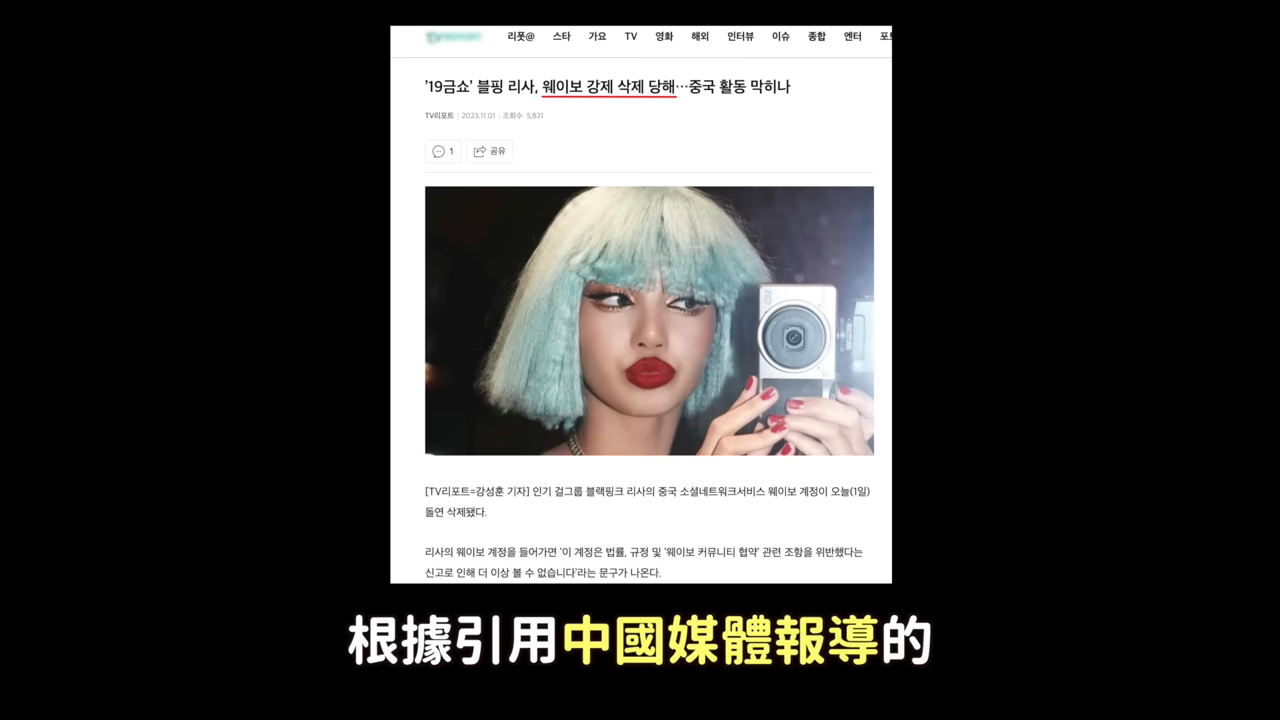 리폿@ 스타 가요 TV 영화 해외 인터뷰 이슈 종합 엔터
'19금쇼' 블핑 리사, 웨이보 강제 삭제 당해…중국 활동 막히나
TV리포트 | 2023.11.01 | 조회수 5,821
1 공유
[TV리포트=강성훈 기자] 인기 걸그룹 블랙핑크 리사의 중국 소셜네트워크서비스 웨이보 계정이 오늘(1일)
돌연 삭제됐다.
리사의 웨이보 계정을 들어가면 '이 계정은 법률, 규정 및 '웨이보 커뮤니티 협약' 관련 조항을 위반했다는
신고로 인해 더 이상 볼 수 없습니다'라는 문구가 나온다.
根據引用中國媒體報導的